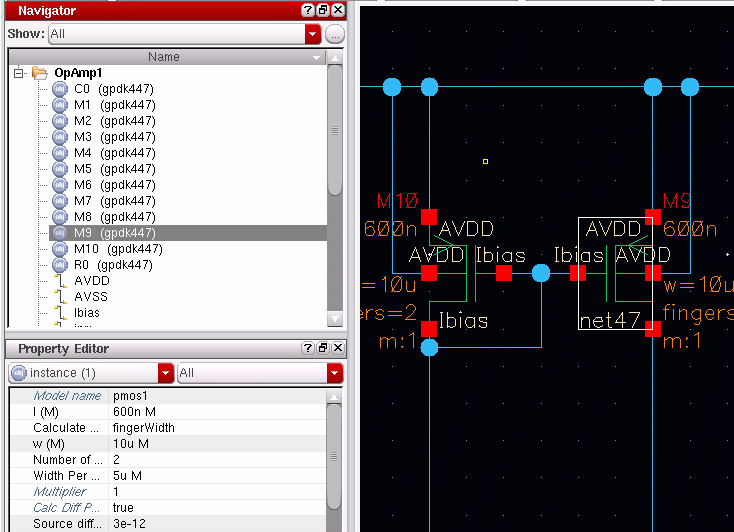 Navigator
Show: All ...
Name
OpAmp1
C0 (gpdk447)
M1 (gpdk447)
M2 (gpdk447)
M3 (gpdk447)
M4 (gpdk447)
M5 (gpdk447)
M6 (gpdk447)
M7 (gpdk447)
M8 (gpdk447)
M9 (gpdk447)
M10 (gpdk447)
R0 (gpdk447)
AVDD
AVSS
Ibias
Property Editor
instance (1) All
Model name pmos1
l (M) 600n M
Calculate ... fingerWidth
w (M) 10u M
Number of ... 2
Width Per ... 5u M
Multiplier 1
Calc Diff P... true
Source diff... 3e-12
M10 M9
600n AVDD AVDD 600n
AVDD Ibias Ibias AVDD
=10u w=10u
ers=2 Ibias net47 fingers
m:1 m:1